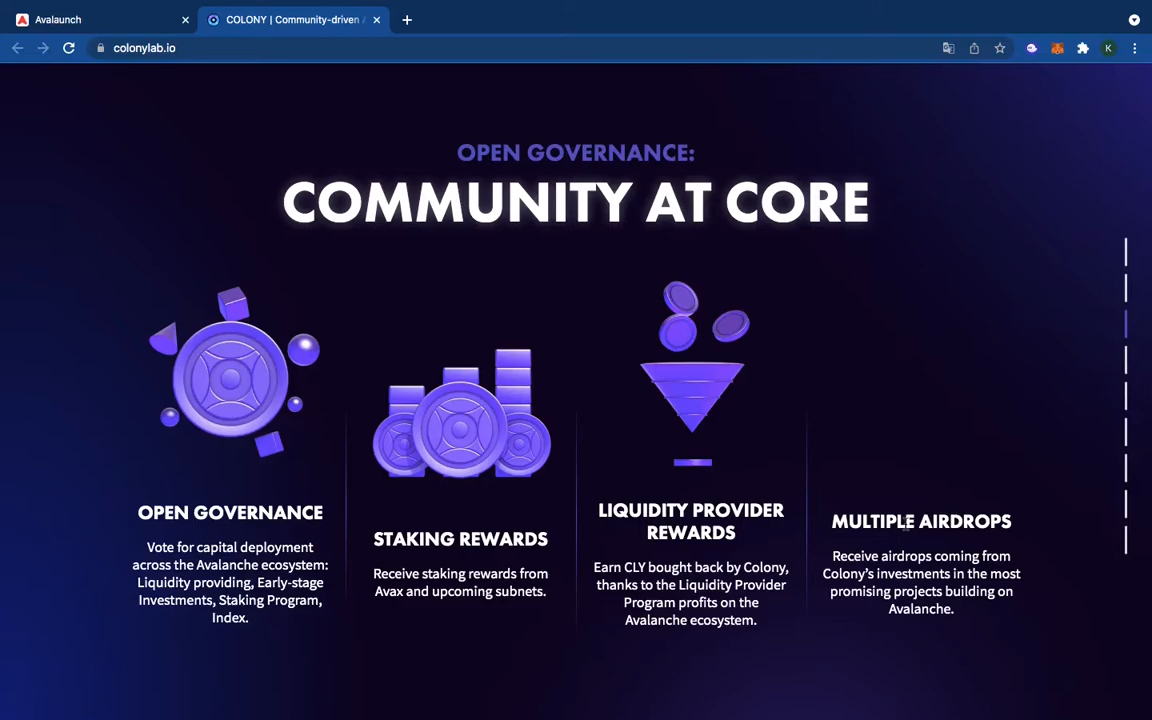 Avalaunch
COLONY | Community-driven
colonylab.io
K
OPEN GOVERNANCE:
COMMUNITY AT CORE
OPEN GOVERNANCE
Vote for capital deployment
across the Avalanche ecosystem:
Liquidity providing, Early-stage
Investments, Staking Program,
Index.
STAKING REWARDS
Receive staking rewards from
Avax and upcoming subnets.
LIQUIDITY PROVIDER
REWARDS
Earn CLY bought back by Colony,
thanks to the Liquidity Provider
Program profits on the
Avalanche ecosystem.
MULTIPLE AIRDROPS
Receive airdrops coming from
Colony's investments in the most
promising projects building on
Avalanche.